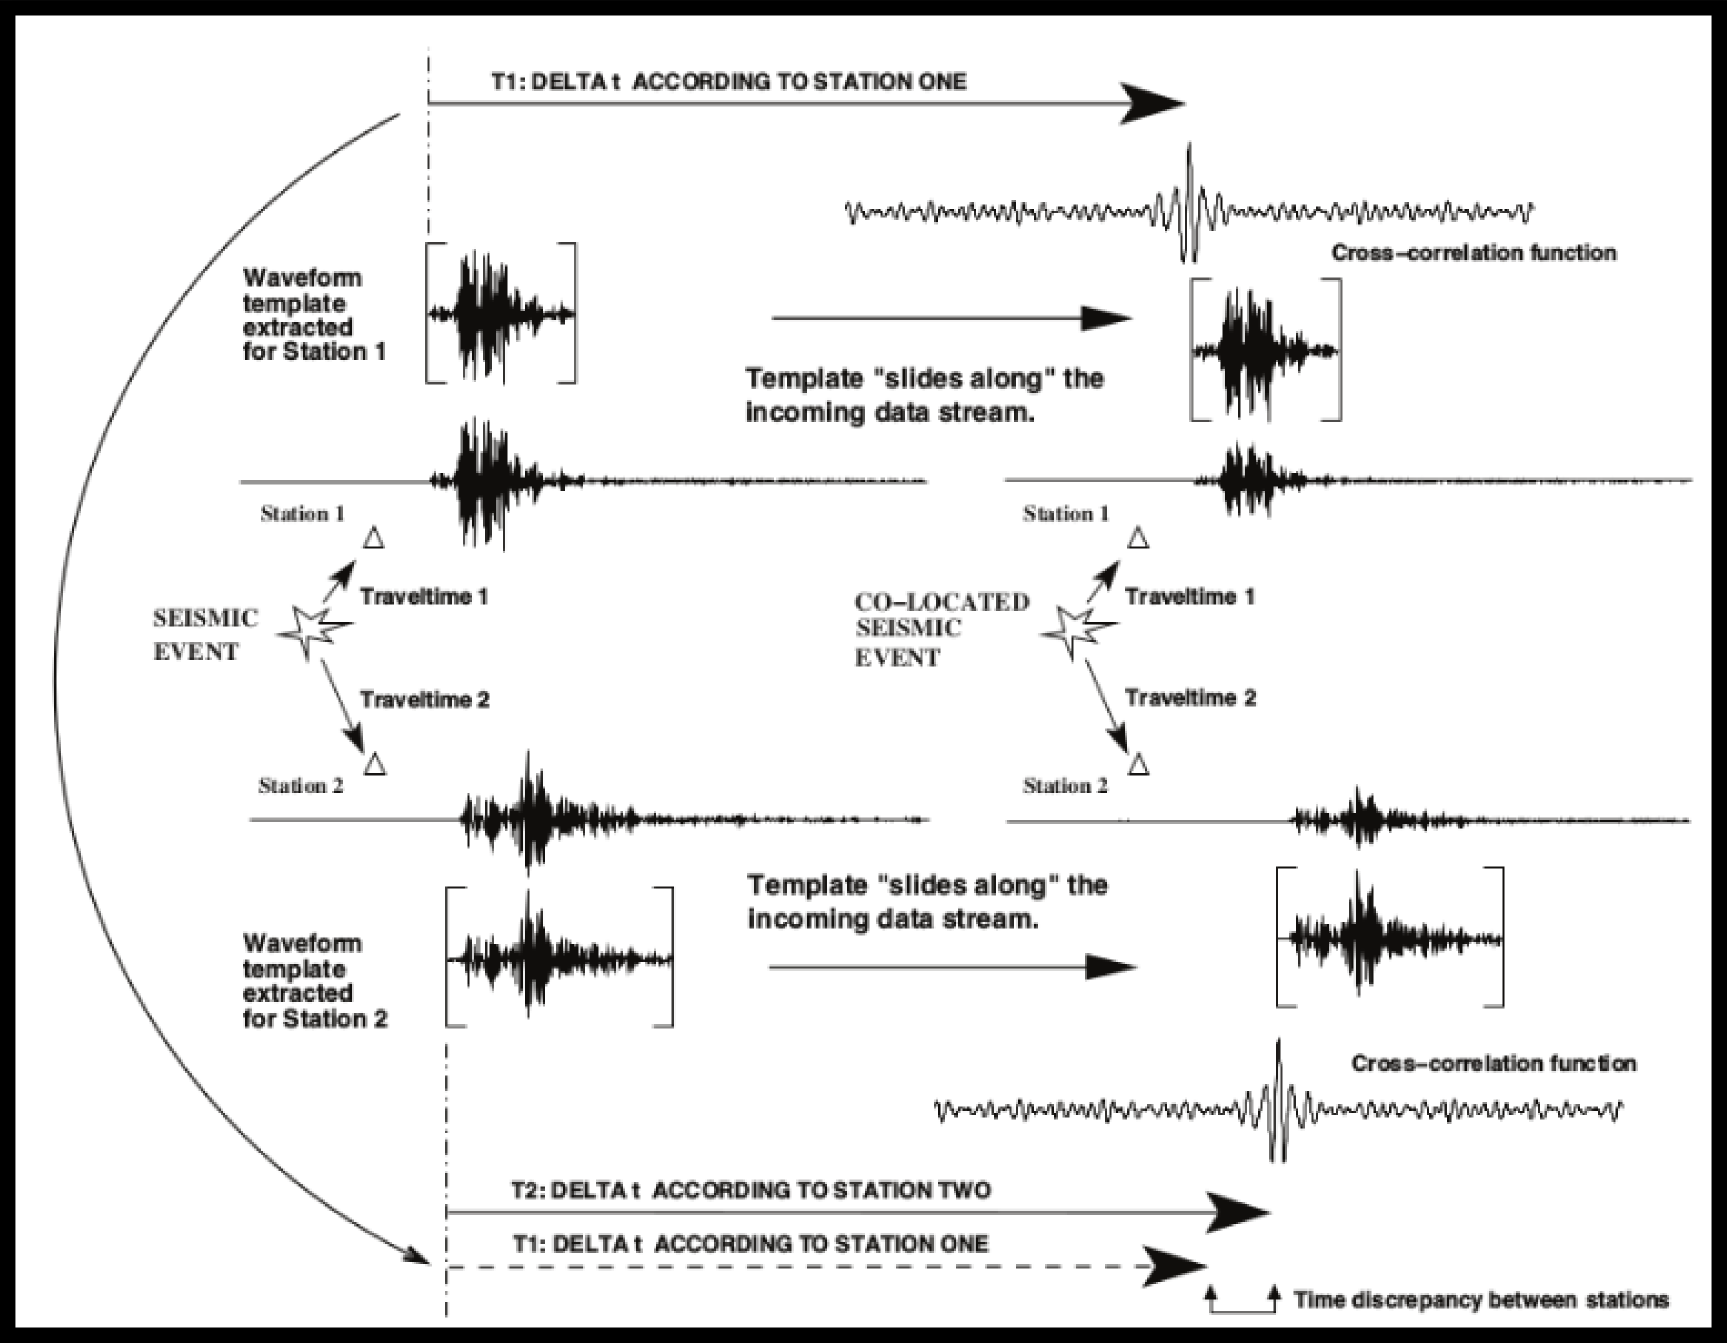 T1: DELTA t ACCORDING TO STATION ONE
Cross-correlation function
Waveform
template
extracted
for Station 1
Template "slides along" the
incoming data stream.
Station 1
Station 1
Traveltime 1
Traveltime 1
SEISMIC
EVENT
CO-LOCATED
SEISMIC
EVENT
Traveltime 2
Traveltime 2
Station 2
Station 2
Template "slides along" the
incoming data stream.
Waveform
template
extracted
for Station 2
Cross-correlation function
T2: DELTA t ACCORDING TO STATION TWO
T1: DELTA t ACCORDING TO STATION ONE
Time discrepancy between stations